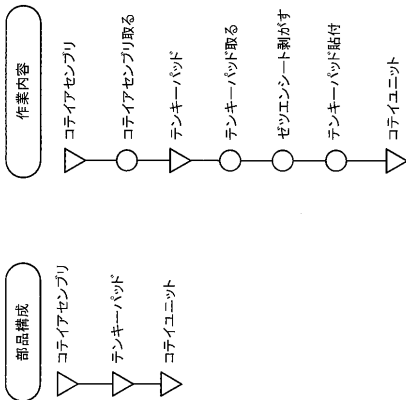 部品構成
コテイアセンブリ
テンキーパッド
コテイユニット
作業内容
コテイアセンブリ
コテイアセンブリ取る
テンキーパッド
テンキーパッド取る
ゼツエンシート剥がす
テンキーパッド貼付
コテイユニット